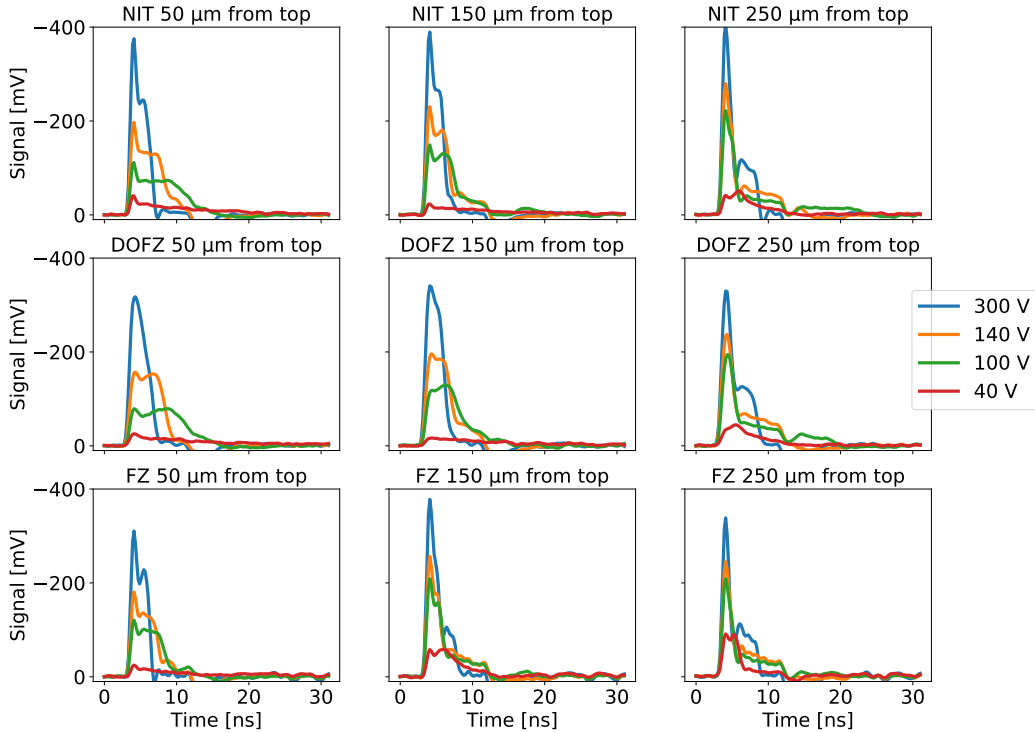 NIT 50 µm from top
NIT 150 µm from top
NIT 250 µm from top
−400
−200
0
Signal [mV]
DOFZ 50 µm from top
DOFZ 150 µm from top
DOFZ 250 µm from top
−400
−200
0
Signal [mV]
300 V
140 V
100 V
40 V
FZ 50 µm from top
FZ 150 µm from top
FZ 250 µm from top
−400
−200
0
Signal [mV]
0 10 20 30
0 10 20 30
0 10 20 30
Time [ns]
Time [ns]
Time [ns]